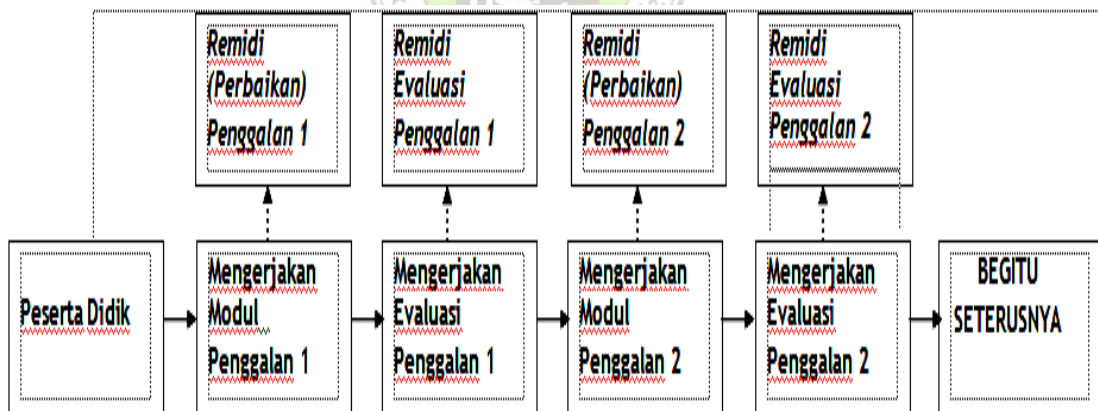 Remidi
(Perbaikan)
Penggalan 1
Remidi
Evaluasi
Penggalan 1
Remidi
(Perbaikan)
Penggalan 2
Remidi
Evaluasi
Penggalan 2
Peserta Didik
Mengerjakan
Modul
Penggalan 1
Mengerjakan
Evaluasi
Penggalan 1
Mengerjakan
Modul
Penggalan 2
Mengerjakan
Evaluasi
Penggalan 2
BEGITU
SETERUSNYA